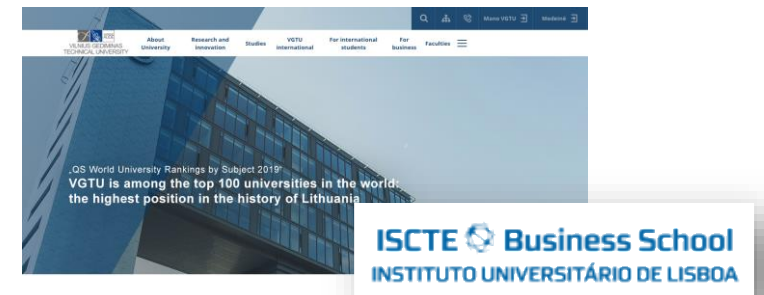 Mano VGTU
Medeinė
VILNIUS GEDIMINAS
TECHNICAL UNIVERSITY
About
University
Research and
innovation
Studies
VGTU
international
For international
students
For
business
Faculties
„QS World University Rankings by Subject 2019“
VGTU is among the top 100 universities in the world:
the highest position in the history of Lithuania
ISCTE Business School
INSTITUTO UNIVERSITÁRIO DE LISBOA